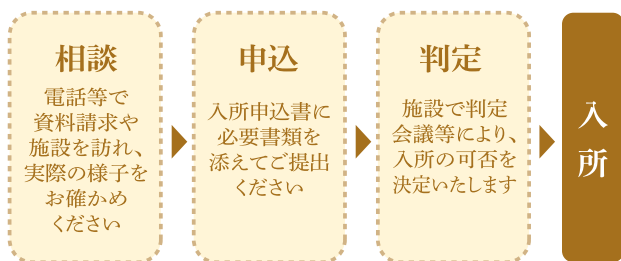 相談
電話等で
資料請求や
施設を訪れ、
実際の様子を
お確かめ
ください
申込
入所申込書に
必要書類を
添えてご提出
ください
判定
施設で判定
会議等により、
入所の可否を
決定いたします
入所